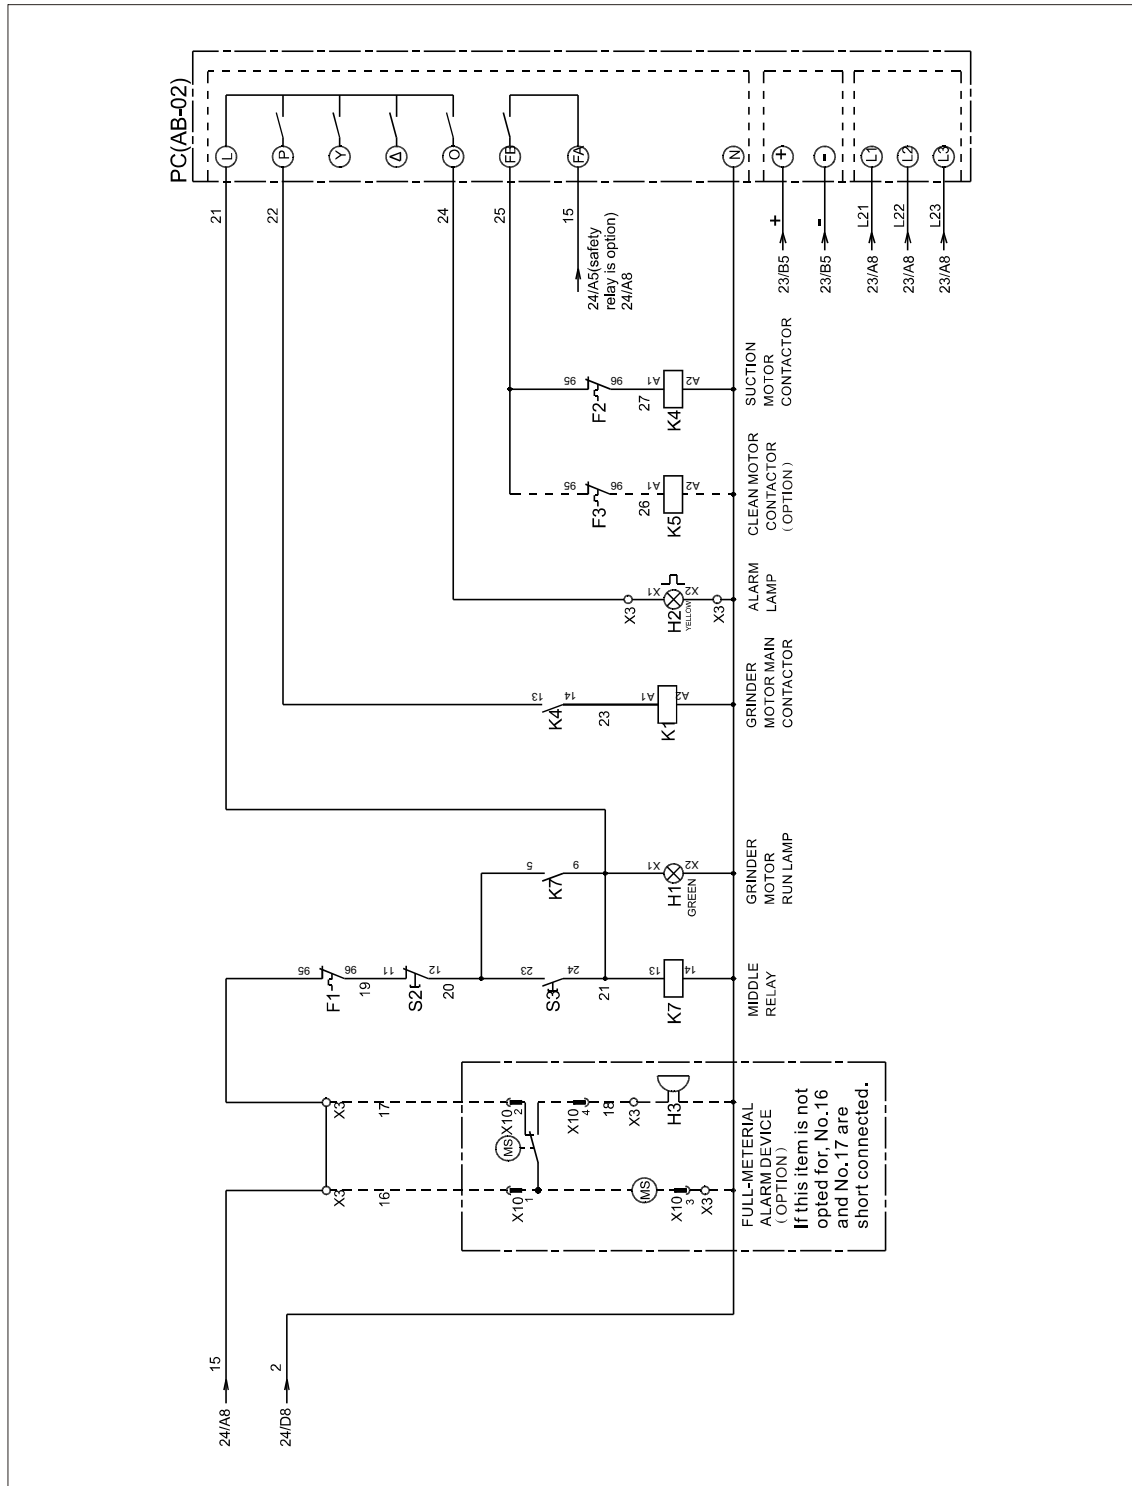 PC(AB-02)
L
P
Y
Δ
O
FB
FA
N
+
-
L1
L2
L3
21
22
24
25
15
24/A5(safety
relay is option)
24/A8
+
-
L21
L22
L23
23/B5
23/B5
23/A8
23/A8
23/A8
95
96
F2
27
A1
A2
K4
SUCTION
MOTOR
CONTACTOR
95
96
F3
26
A1
A2
K5
CLEAN MOTOR
CONTACTOR
(OPTION)
X3
X1
X2
H2
YELLOW
X3
ALARM
LAMP
13
14
K4
23
A1
A2
K1
GRINDER
MOTOR MAIN
CONTACTOR
5
9
K7
X1
X2
H1
GREEN
GRINDER
MOTOR
RUN LAMP
95
96
F1
19
11
12
S2
20
23
24
S3
21
13
14
K7
MIDDLE
RELAY
X3
17
X10
2
MS
X10
4
18
X3
H3
X3
16
X10
1
MS
X10
3
X3
FULL-METERIAL
ALARM DEVICE
(OPTION)
If this item is not
opted for, No.16
and No.17 are
short connected.
15
2
24/A8
24/D8